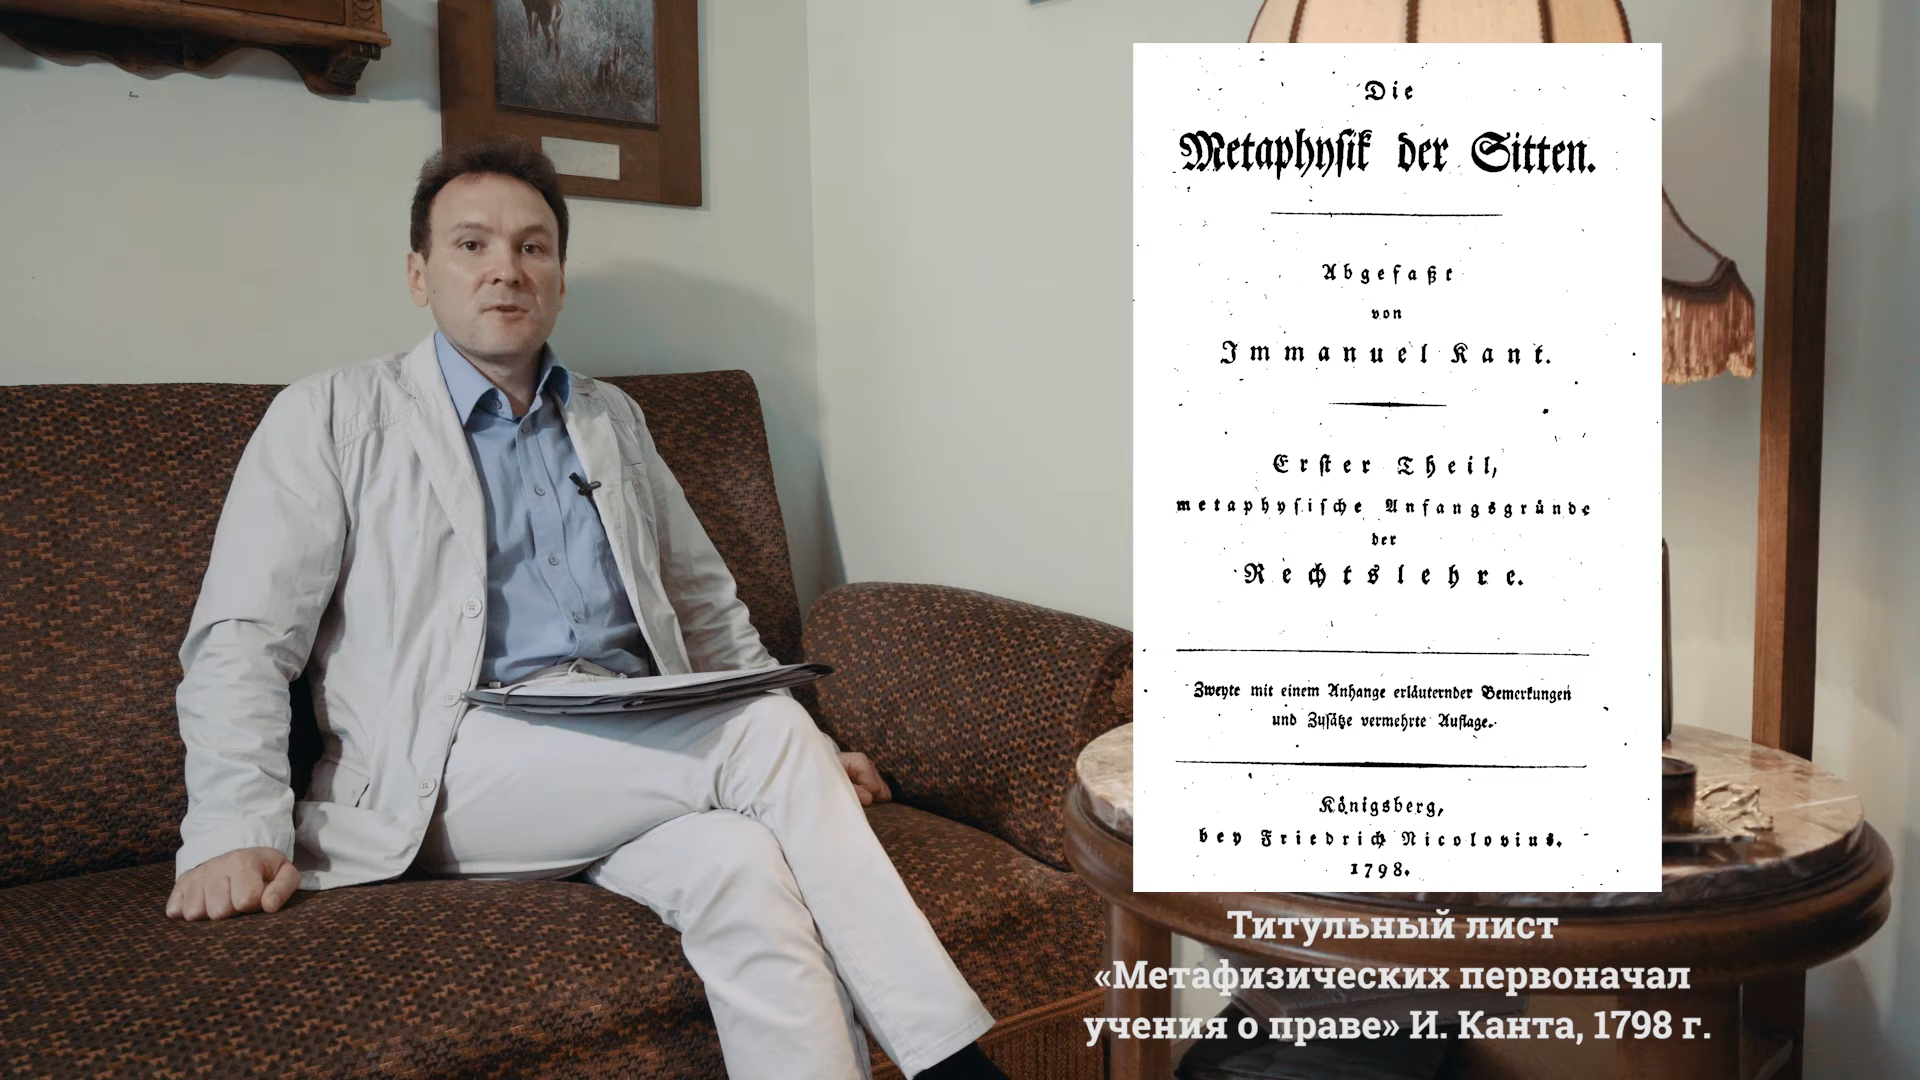 Die
Metaphyſik der Sitten.
Abgefaßt
von
Immanuel Kant.
Erſter Theil,
metaphyſiſche Anfangsgründe
der
Rechtslehre.
Zweyte mit einem Anhange erläuternder Bemerkungen
und Zuſätze vermehrte Auflage.
Königsberg,
bey Friedrich Nicolovius.
1798.
Титульный лист
«Метафизических первоначал
учения о праве» И. Канта, 1798 г.